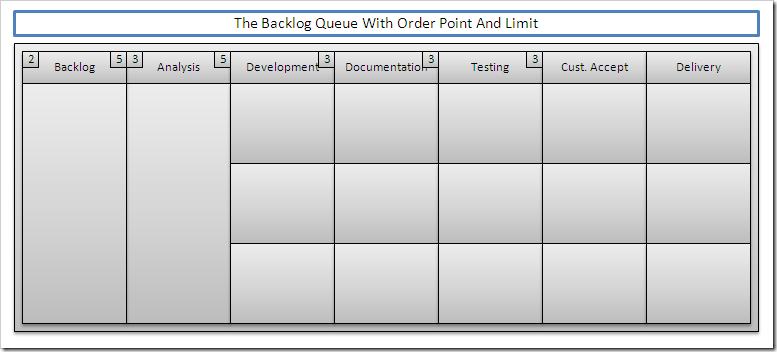 The Backlog Queue With Order Point And Limit
2 Backlog 5 3 Analysis 5 Development 3 Documentation 3 Testing 3 Cust. Accept Delivery